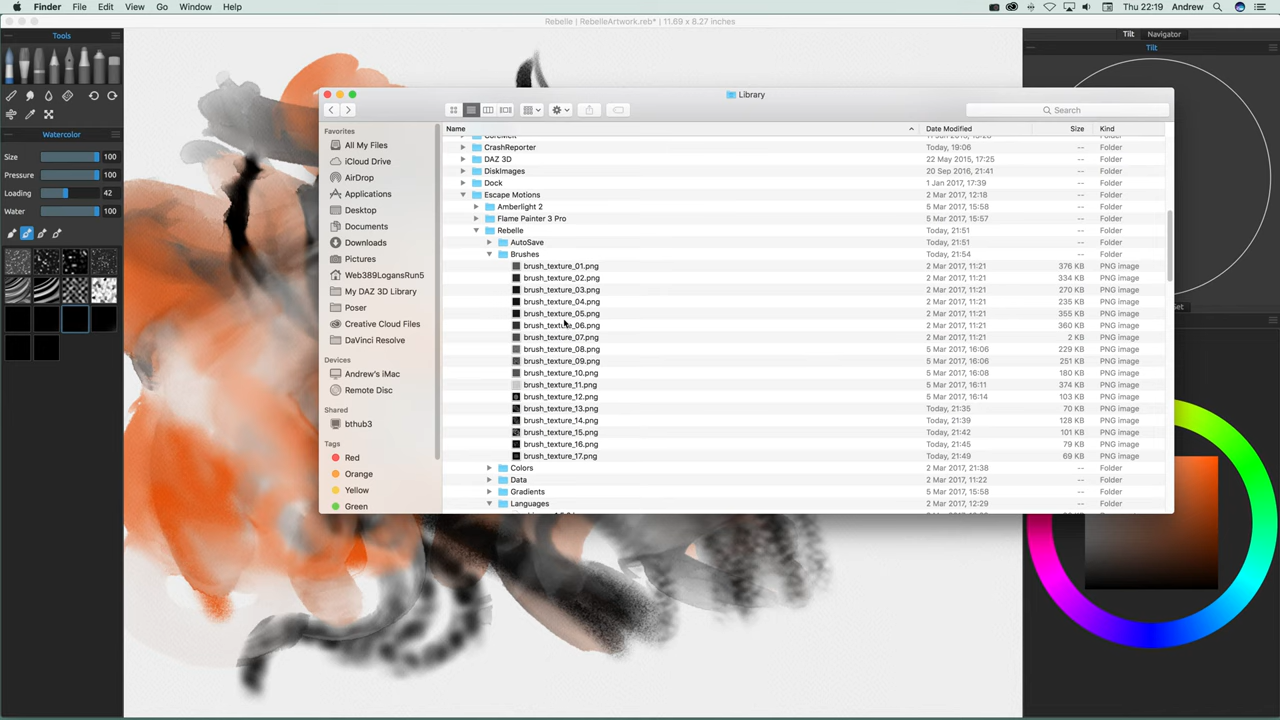 Finder File Edit View Go Window Help Thu 22:19 Andrew
Rebelle | RebelleArtwork.reb* | 11.69 x 8.27 inches
Tools
Watercolor
Size 100
Pressure 100
Loading 42
Water 100
Tilt Navigator
Tilt
Set
Library
Search
Favorites
All My Files
iCloud Drive
AirDrop
Applications
Desktop
Documents
Downloads
Pictures
Web389LogansRun5
My DAZ 3D Library
Poser
Creative Cloud Files
DaVinci Resolve
Devices
Andrew's iMac
Remote Disc
Shared
bthub3
Tags
Red
Orange
Yellow
Green
Name Date Modified Size Kind
CrashReporter Today, 19:06 -- Folder
DAZ 3D 22 May 2015, 17:25 -- Folder
DiskImages 20 Sep 2016, 21:41 -- Folder
Dock 1 Jan 2017, 17:39 -- Folder
Escape Motions 2 Mar 2017, 12:18 -- Folder
Amberlight 2 5 Mar 2017, 15:58 -- Folder
Flame Painter 3 Pro 5 Mar 2017, 15:57 -- Folder
Rebelle Today, 21:51 -- Folder
AutoSave Today, 21:51 -- Folder
Brushes Today, 21:54 -- Folder
brush_texture_01.png 2 Mar 2017, 11:21 376 KB PNG image
brush_texture_02.png 2 Mar 2017, 11:21 334 KB PNG image
brush_texture_03.png 2 Mar 2017, 11:21 270 KB PNG image
brush_texture_04.png 2 Mar 2017, 11:21 235 KB PNG image
brush_texture_05.png 2 Mar 2017, 11:21 355 KB PNG image
brush_texture_06.png 2 Mar 2017, 11:21 360 KB PNG image
brush_texture_07.png 2 Mar 2017, 11:21 2 KB PNG image
brush_texture_08.png 5 Mar 2017, 16:06 229 KB PNG image
brush_texture_09.png 5 Mar 2017, 16:06 251 KB PNG image
brush_texture_10.png 5 Mar 2017, 16:08 180 KB PNG image
brush_texture_11.png 5 Mar 2017, 16:11 374 KB PNG image
brush_texture_12.png 5 Mar 2017, 16:14 103 KB PNG image
brush_texture_13.png Today, 21:35 70 KB PNG image
brush_texture_14.png Today, 21:39 128 KB PNG image
brush_texture_15.png Today, 21:42 101 KB PNG image
brush_texture_16.png Today, 21:45 79 KB PNG image
brush_texture_17.png Today, 21:49 69 KB PNG image
Colors 2 Mar 2017, 21:38 -- Folder
Data 2 Mar 2017, 11:22 -- Folder
Gradients 5 Mar 2017, 15:58 -- Folder
Languages 2 Mar 2017, 12:29 -- Folder